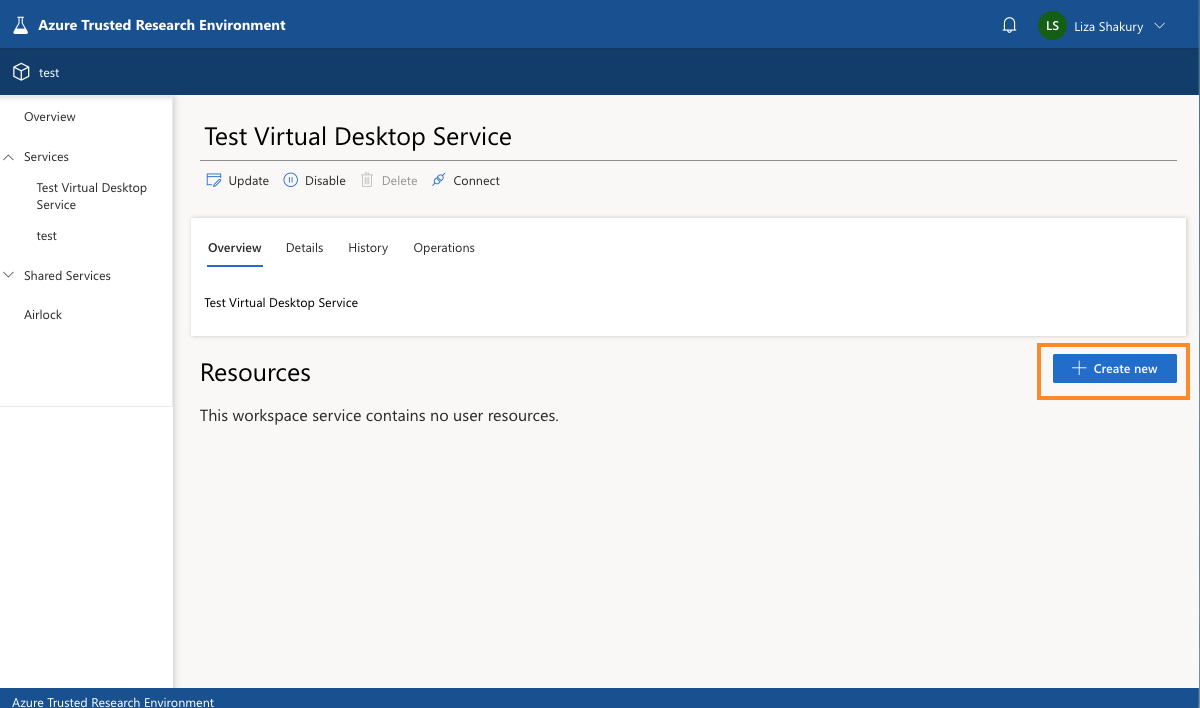 Azure Trusted Research Environment
LS Liza Shakury
test
Overview
Services
Test Virtual Desktop
Service
test
Shared Services
Airlock
Test Virtual Desktop Service
Update Disable Delete Connect
Overview Details History Operations
Test Virtual Desktop Service
Resources
Create new
This workspace service contains no user resources.
Azure Trusted Research Environment